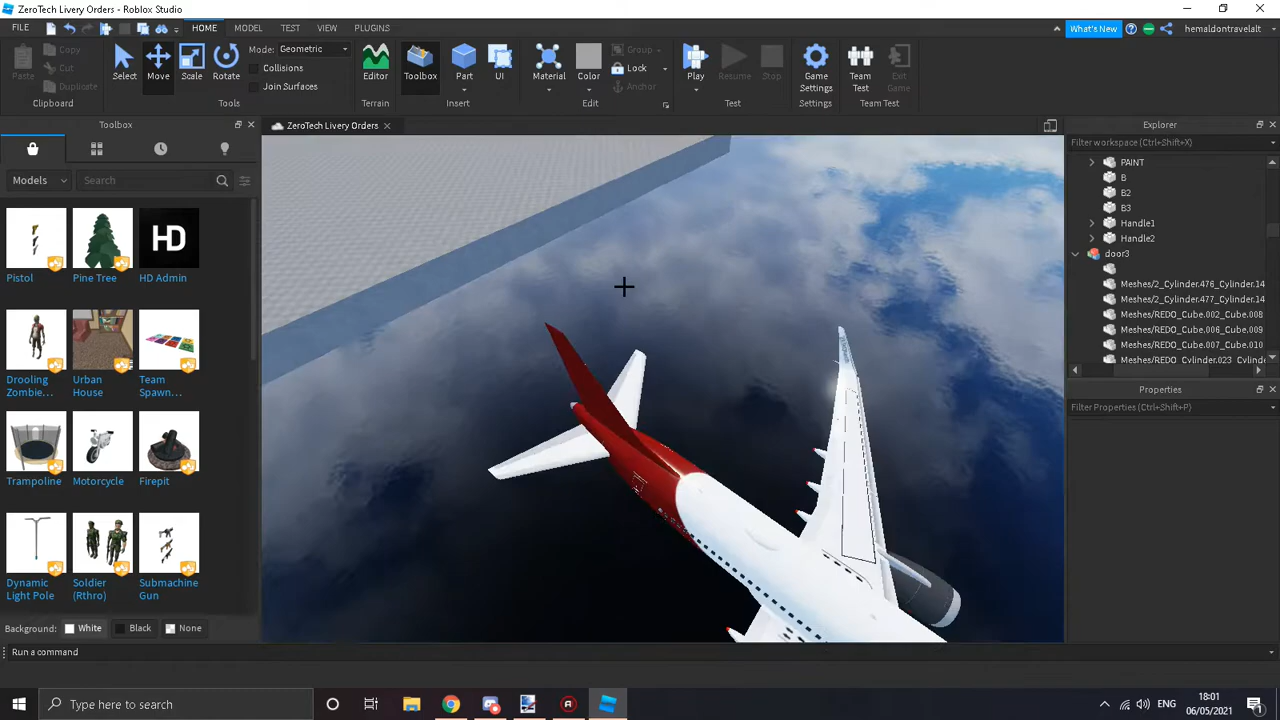 ZeroTech Livery Orders - Roblox Studio
FILE HOME MODEL TEST VIEW PLUGINS What's New hemaldontravelalt
Paste Copy Cut Duplicate Clipboard
Select Move Scale Rotate Mode: Geometric Collisions Join Surfaces Tools
Editor Terrain
Toolbox Part UI Insert
Material Color Group Lock Anchor Edit
Play Resume Stop Test
Game Settings Settings
Team Test Exit Game Team Test
Toolbox ZeroTech Livery Orders Explorer
Models Search
Pistol Pine Tree HD Admin
HD
Drooling Zombie... Urban House Team Spawn...
Trampoline Motorcycle Firepit
Dynamic Light Pole Soldier (Rthro) Submachine Gun
Background: White Black None
Filter workspace (Ctrl+Shift+X)
PAINT
B
B2
B3
Handle1
Handle2
door3
Meshes/2_Cylinder.476_Cylinder.14
Meshes/2_Cylinder.477_Cylinder.14
Meshes/REDO_Cube.002_Cube.008
Meshes/REDO_Cube.006_Cube.009
Meshes/REDO_Cube.007_Cube.010
Meshes/REDO_Cylinder.023_Cylind
Properties
Filter Properties (Ctrl+Shift+P)
Run a command
Type here to search
ENG
18:01
06/05/2021